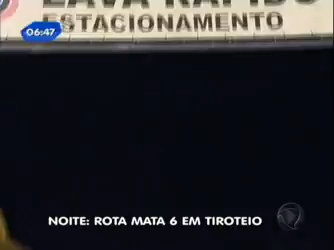 LAVA RÁPIDO
06:47
ESTACIONAMENTO
NOITE: ROTA MATA 6 EM TIROTEIO